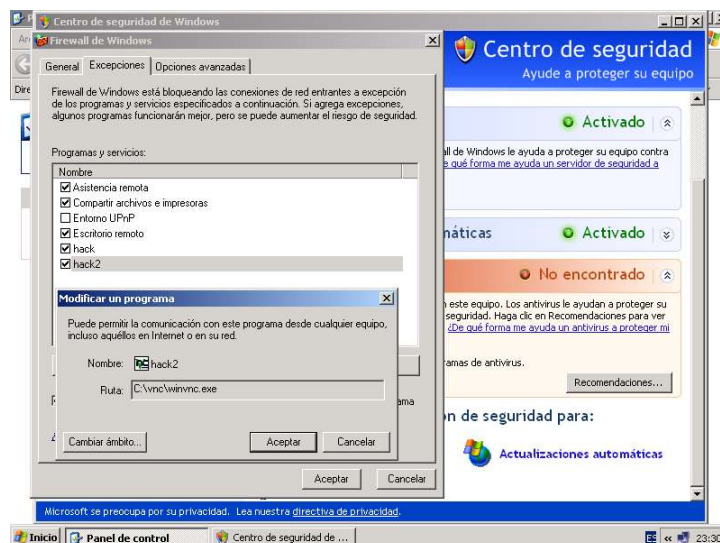 Centro de seguridad de Windows
Firewall de Windows
General
Excepciones
Opciones avanzadas
Firewall de Windows está bloqueando las conexiones de red entrantes a excepción
de los programas y servicios especificados a continuación. Si agrega excepciones,
algunos programas funcionarán mejor, pero se puede aumentar el riesgo de seguridad.
Programas y servicios:
Nombre
Asistencia remota
Compartir archivos e impresoras
Entorno UPnP
Escritorio remoto
hack
hack2
Modificar un programa
Puede permitir la comunicación con este programa desde cualquier equipo,
incluso aquéllos en Internet o en su red.
Nombre: hack2
Ruta: C:\vnc\winvnc.exe
Cambiar ámbito...
Aceptar
Cancelar
Aceptar
Cancelar
Centro de seguridad
Ayude a proteger su equipo
Activado
all de Windows le ayuda a proteger su equipo contra
qué forma me ayuda un servidor de seguridad a
máticas
Activado
No encontrado
este equipo. Los antivirus le ayudan a proteger su
seguridad. Haga clic en Recomendaciones para ver
¿De qué forma me ayuda un antivirus a proteger mi
ramas de antivirus.
Recomendaciones...
ón de seguridad para:
Actualizaciones automáticas
Microsoft se preocupa por su privacidad. Lea nuestra directiva de privacidad.
Inicio
Panel de control
Centro de seguridad de ...
ES
23:30